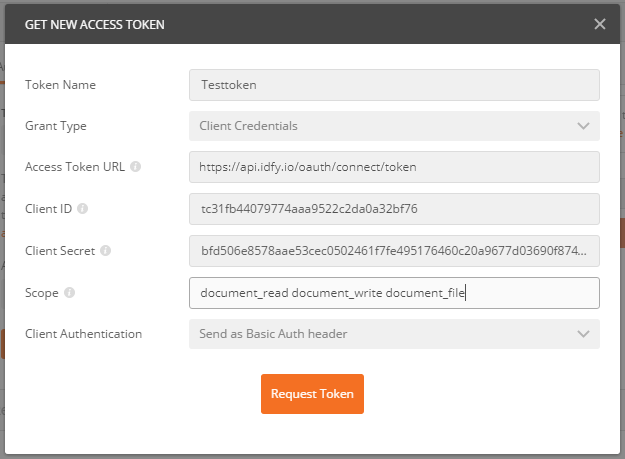 GET NEW ACCESS TOKEN
Token Name Testtoken
Grant Type Client Credentials
Access Token URL https://api.idfy.io/oauth/connect/token
Client ID tc31fb44079774aaa9522c2da0a32bf76
Client Secret bfd506e8578aae53cec0502461f7fe495176460c20a9677d03690f874...
Scope document_read document_write document_file
Client Authentication Send as Basic Auth header
Request Token